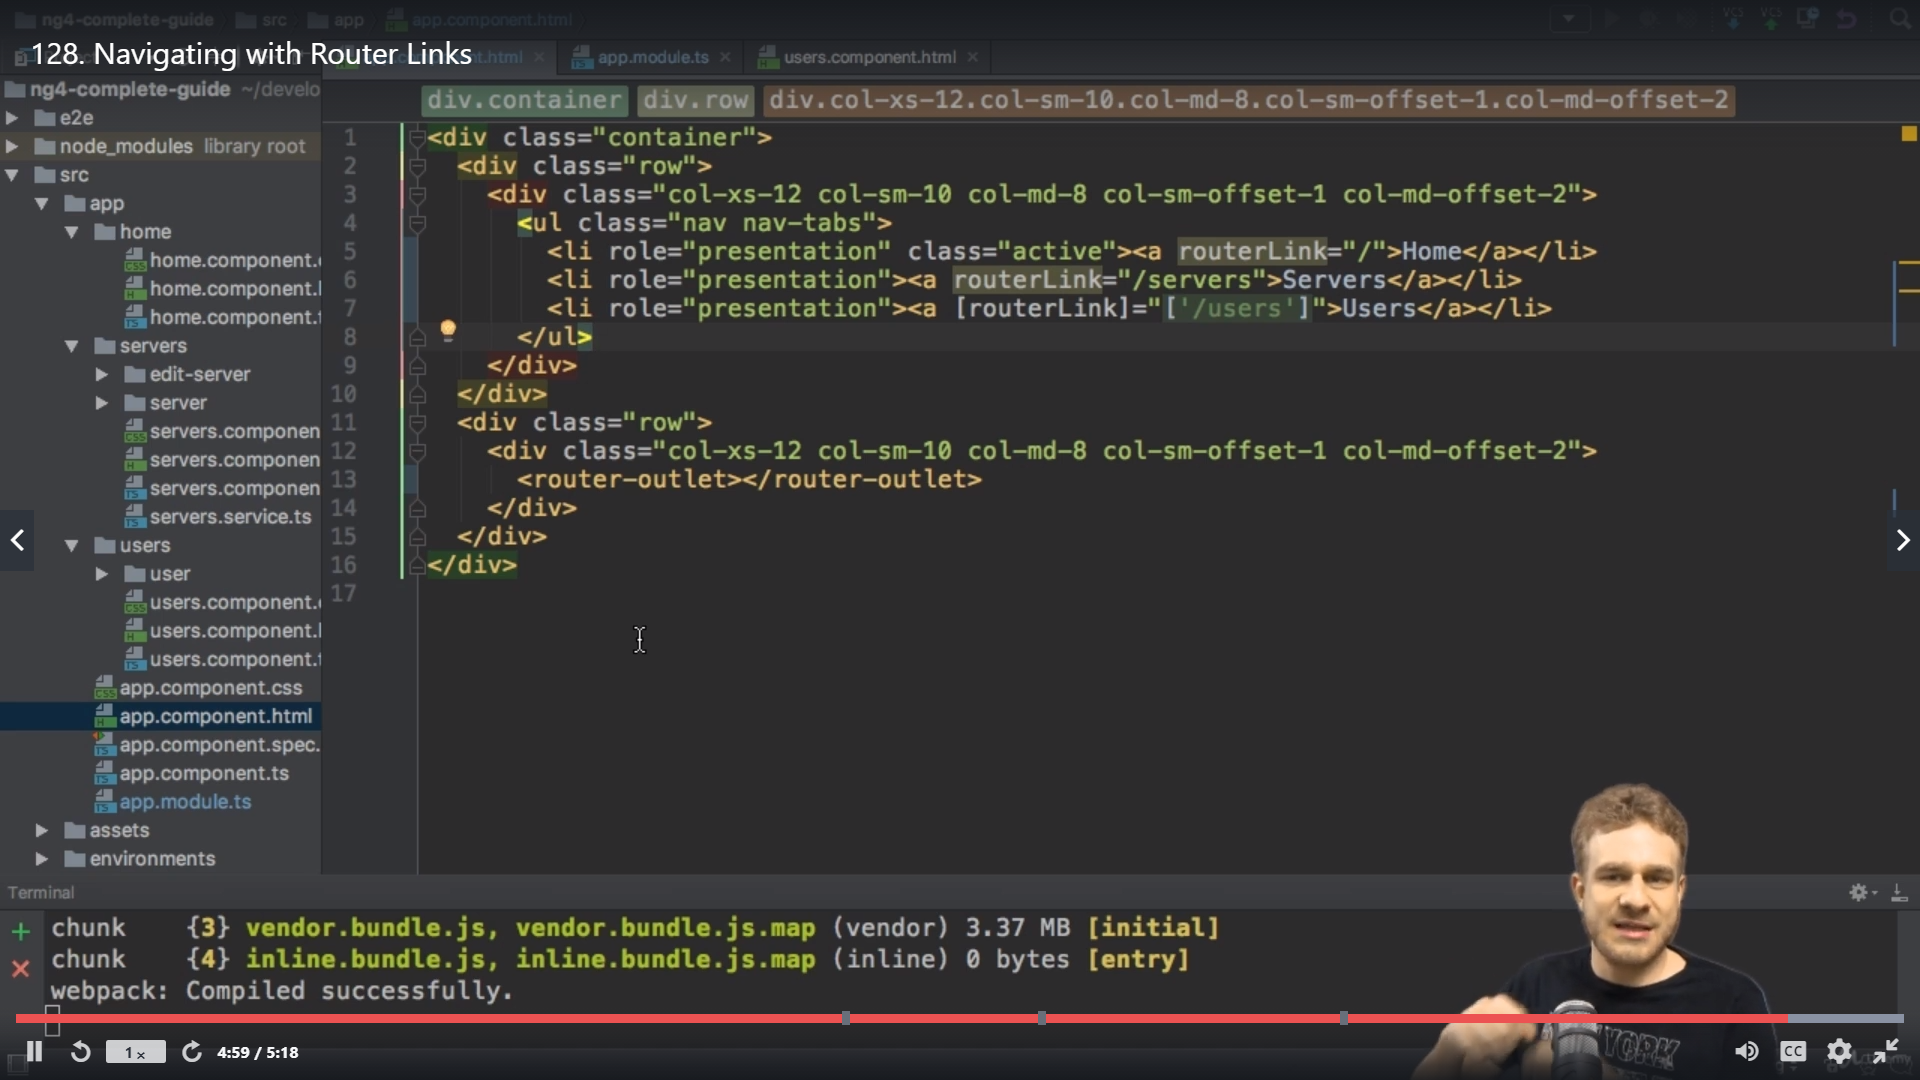 ng4-complete-guide src app app.component.html
128. Navigating with Router Links
.html app.module.ts users.component.html
ng4-complete-guide ~/develo
e2e
node_modules library root
src
app
home
home.component.
home.component.
home.component.
servers
edit-server
server
servers.componen
servers.componen
servers.componen
servers.service.ts
users
user
users.component.
users.component.
users.component.
app.component.css
app.component.html
app.component.spec.
app.component.ts
app.module.ts
assets
environments
div.container div.row div.col-xs-12.col-sm-10.col-md-8.col-sm-offset-1.col-md-offset-2
1 <div class="container">
2 <div class="row">
3 <div class="col-xs-12 col-sm-10 col-md-8 col-sm-offset-1 col-md-offset-2">
4 <ul class="nav nav-tabs">
5 <li role="presentation" class="active"><a routerLink="/">Home</a></li>
6 <li role="presentation"><a routerLink="/servers">Servers</a></li>
7 <li role="presentation"><a [routerLink]="['/users']">Users</a></li>
8 </ul>
9 </div>
10 </div>
11 <div class="row">
12 <div class="col-xs-12 col-sm-10 col-md-8 col-sm-offset-1 col-md-offset-2">
13 <router-outlet></router-outlet>
14 </div>
15 </div>
16 </div>
17
Terminal
chunk {3} vendor.bundle.js, vendor.bundle.js.map (vendor) 3.37 MB [initial]
chunk {4} inline.bundle.js, inline.bundle.js.map (inline) 0 bytes [entry]
webpack: Compiled successfully.
YORK
1 x 4:59 / 5:18 CC